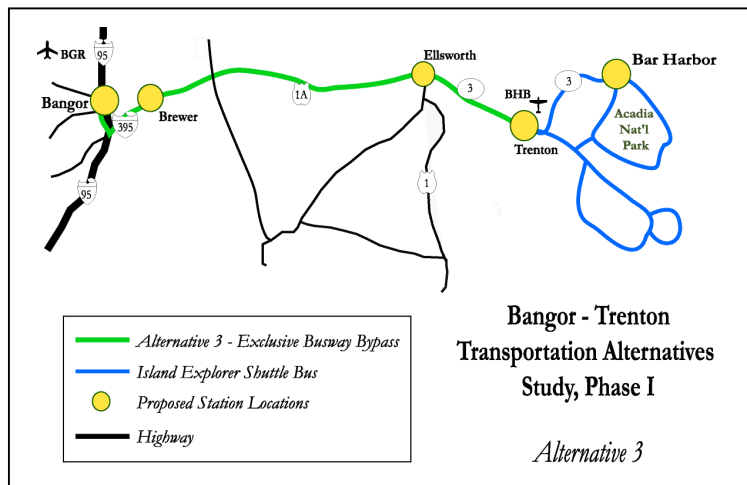 BGR
95
Bangor
395
Brewer
95
1A
Ellsworth
3
BHB
Trenton
3
Bar Harbor
Acadia
Nat'l
Park
1
Alternative 3 - Exclusive Busway Bypass
Island Explorer Shuttle Bus
Proposed Station Locations
Highway
Bangor - Trenton
Transportation Alternatives
Study, Phase I
Alternative 3